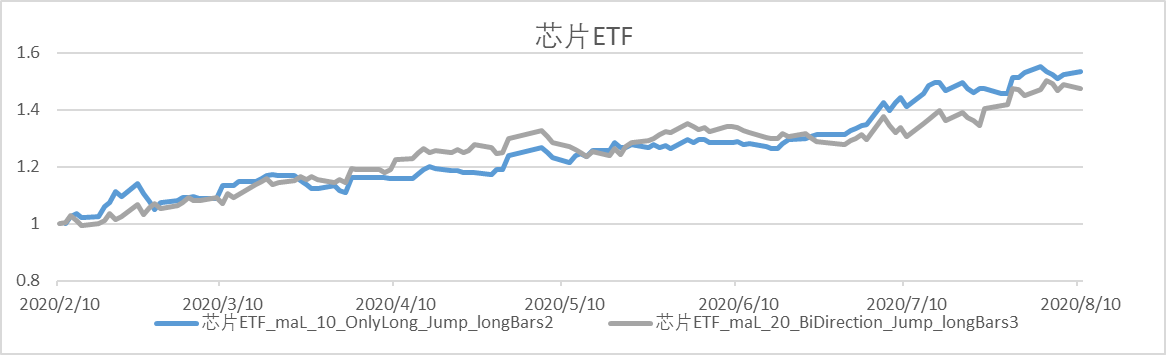 芯片ETF
1.6
1.4
1.2
1
0.8
2020/2/10 2020/3/10 2020/4/10 2020/5/10 2020/6/10 2020/7/10 2020/8/10
芯片ETF_maL_10_OnlyLong_Jump_longBars2 芯片ETF_maL_20_BiDirection_Jump_longBars3